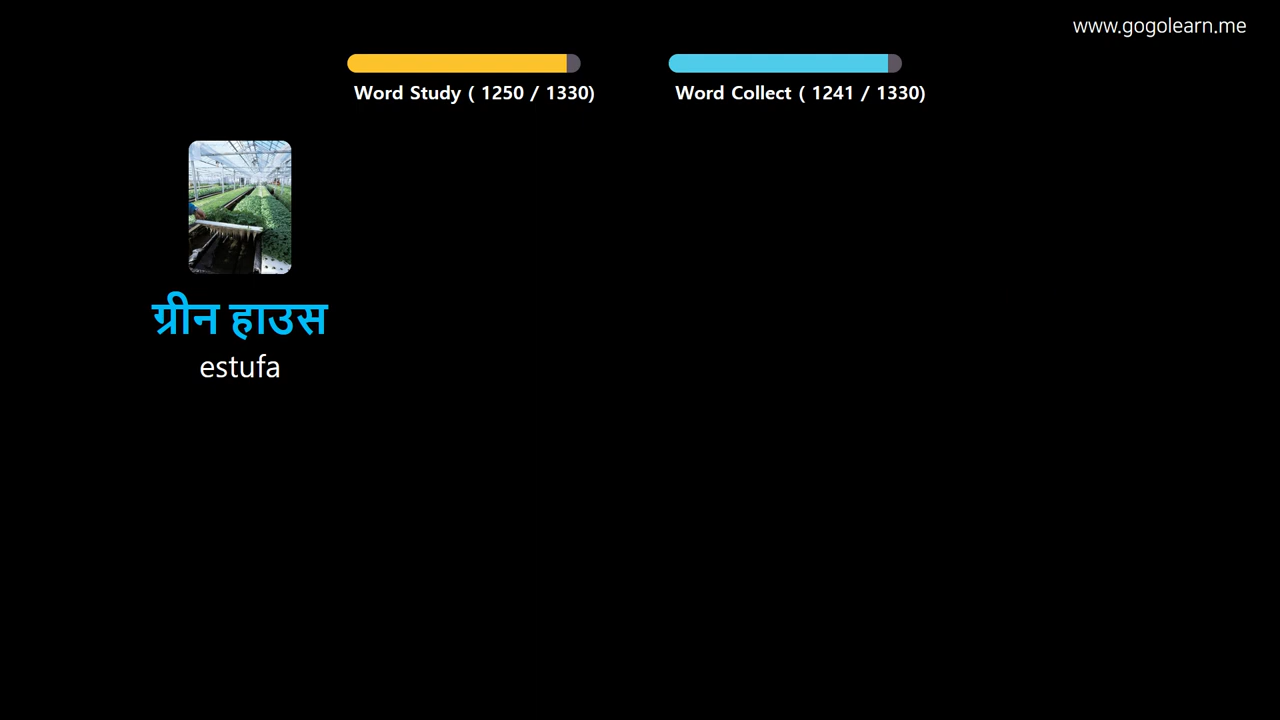 www.gogolearn.me
Word Study ( 1250 / 1330)
Word Collect ( 1241 / 1330)
ग्रीन हाउस
estufa